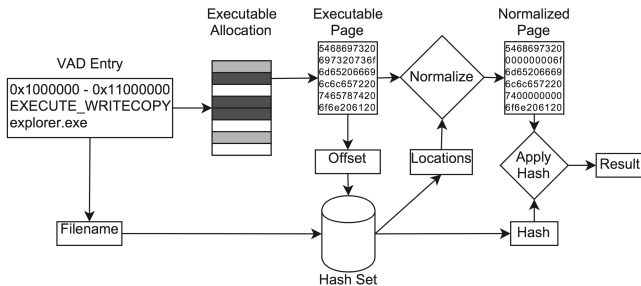 VAD Entry
0x1000000 - 0x11000000
EXECUTE_WRITECOPY
explorer.exe
Executable
Allocation
Executable
Page
5468697320
697320736f
6d65206669
6c6c657220
7465787420
6f6e206120
Normalize
Normalized
Page
5468697320
000000006f
6d65206669
6c6c657220
7400000000
6f6e206120
Offset
Locations
Apply
Hash
Result
Filename
Hash
Hash Set